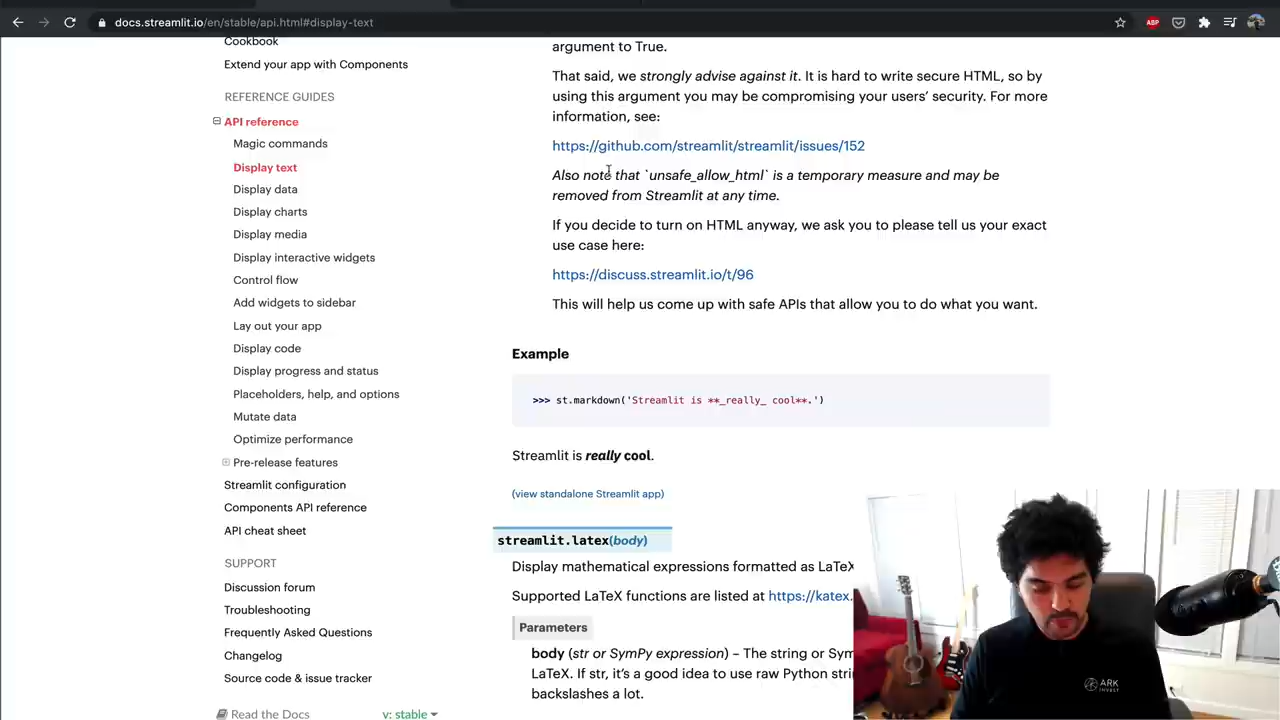 docs.streamlit.io/en/stable/api.html#display-text
ABP
Cookbook
Extend your app with Components
REFERENCE GUIDES
API reference
Magic commands
Display text
Display data
Display charts
Display media
Display interactive widgets
Control flow
Add widgets to sidebar
Lay out your app
Display code
Display progress and status
Placeholders, help, and options
Mutate data
Optimize performance
Pre-release features
Streamlit configuration
Components API reference
API cheat sheet
SUPPORT
Discussion forum
Troubleshooting
Frequently Asked Questions
Changelog
Source code & issue tracker
Read the Docs
v: stable
argument to True.
That said, we strongly advise against it. It is hard to write secure HTML, so by
using this argument you may be compromising your users’ security. For more
information, see:
https://github.com/streamlit/streamlit/issues/152
Also note that `unsafe_allow_html` is a temporary measure and may be
removed from Streamlit at any time.
If you decide to turn on HTML anyway, we ask you to please tell us your exact
use case here:
https://discuss.streamlit.io/t/96
This will help us come up with safe APIs that allow you to do what you want.
Example
>>> st.markdown('Streamlit is **_really_ cool**.')
Streamlit is really cool.
(view standalone Streamlit app)
streamlit.latex(body)
Display mathematical expressions formatted as LaTeX
Supported LaTeX functions are listed at https://katex.
Parameters
body (str or SymPy expression) – The string or Sym
LaTeX. If str, it’s a good idea to use raw Python strin
backslashes a lot.
ARK
INVEST